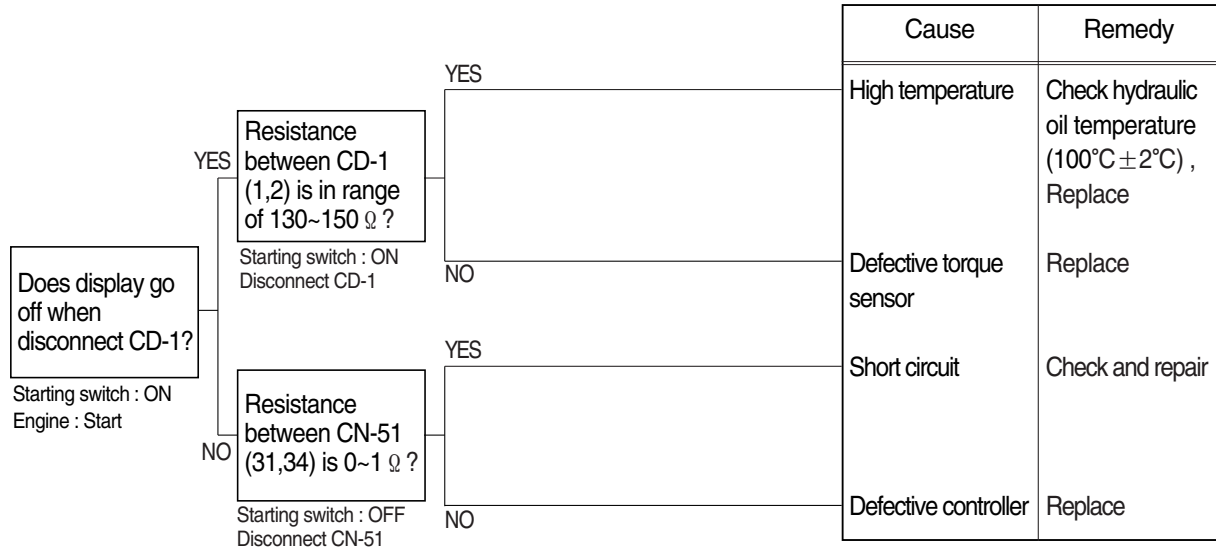 Cause
Remedy
YES
High temperature
Check hydraulic
oil temperature
(100°C ±2°C) ,
Replace
YES
Resistance
between CD-1
(1,2) is in range
of 130~150 Ω ?
Starting switch : ON
Disconnect CD-1
NO
Defective torque
sensor
Replace
Does display go
off when
disconnect CD-1?
Starting switch : ON
Engine : Start
YES
Short circuit
Check and repair
NO
Resistance
between CN-51
(31,34) is 0~1 Ω ?
Starting switch : OFF
Disconnect CN-51
NO
Defective controller
Replace